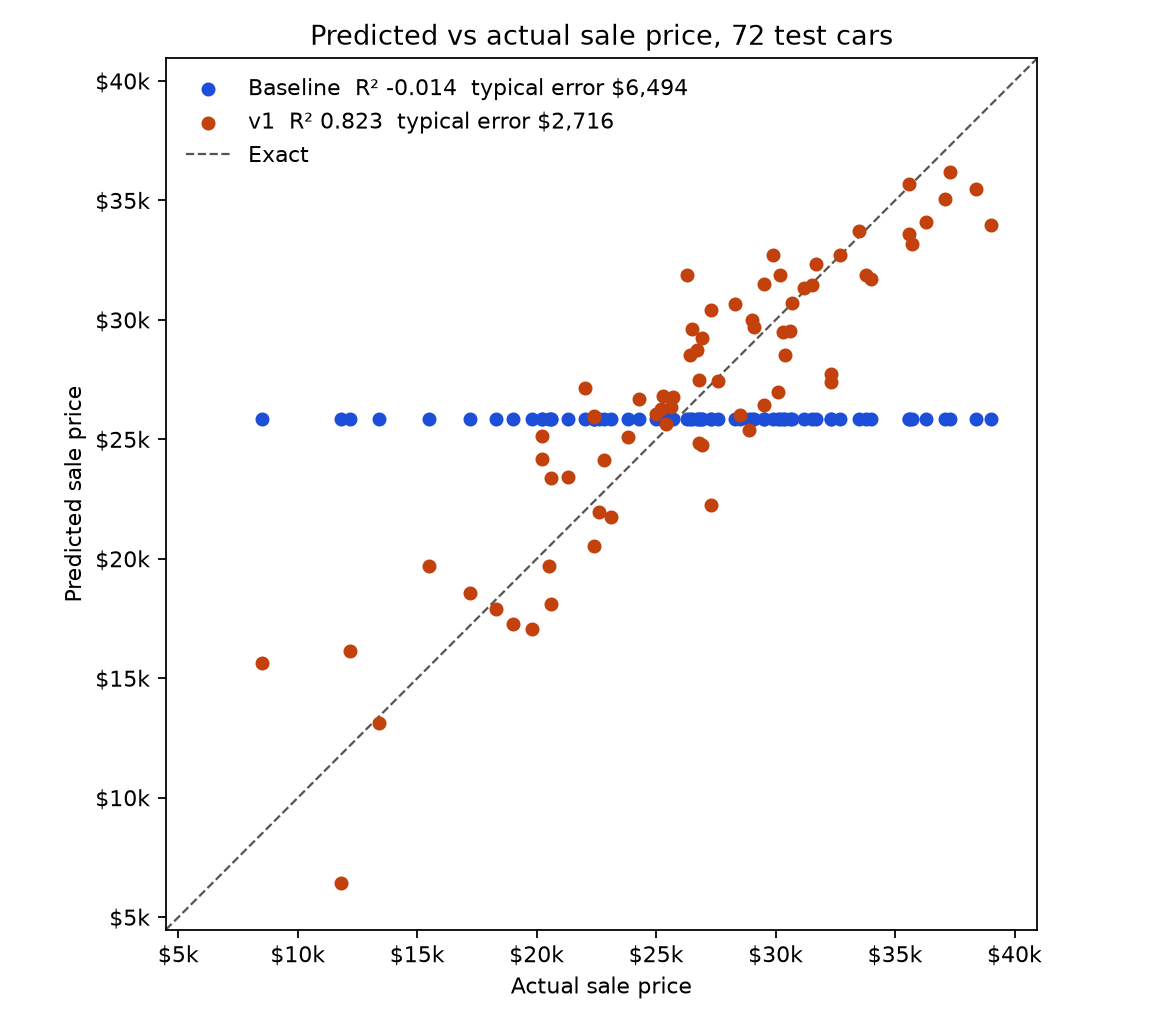 Predicted vs actual sale price, 72 test cars
Baseline  R² -0.014  typical error $6,494
v1  R² 0.823  typical error $2,716
Exact
$40k
$35k
$30k
$25k
$20k
$15k
$10k
$5k
Predicted sale price
$5k $10k $15k $20k $25k $30k $35k $40k
Actual sale price